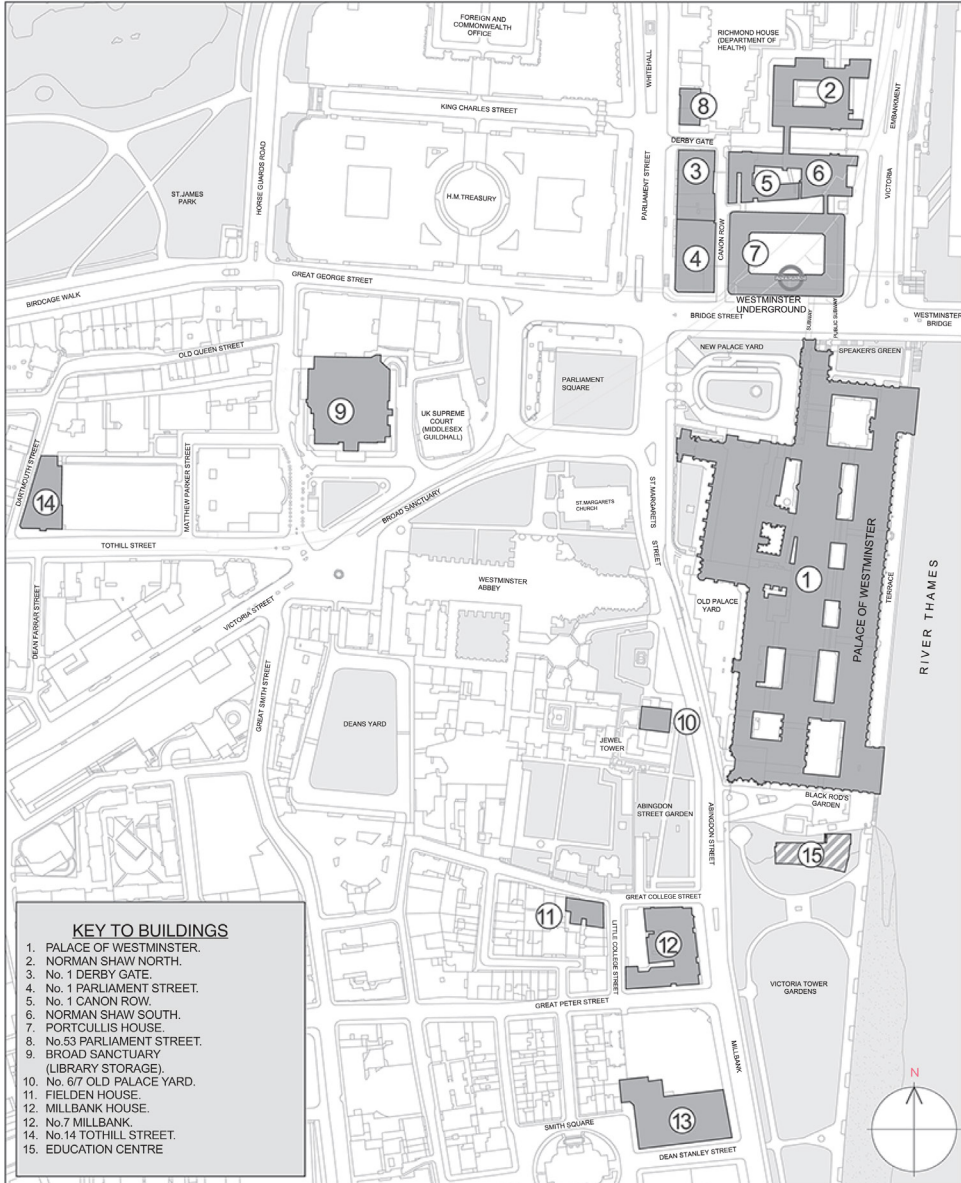 FOREIGN AND
COMMONWEALTH
OFFICE
WHITEHALL
RICHMOND HOUSE
(DEPARTMENT OF
HEALTH)
2
EMBANKMENT
KING CHARLES STREET
8
DERBY GATE
HORSE GUARDS ROAD
ST.JAMES
PARK
H.M.TREASURY
PARLIAMENT STREET
3
5
6
VICTORIA
4
CANON ROW
7
GREAT GEORGE STREET
BIRDCAGE WALK
WESTMINSTER
UNDERGROUND
BRIDGE STREET
SUBWAY
PUBLIC SUBWAY
WESTMINSTER
BRIDGE
OLD QUEEN STREET
NEW PALACE YARD
SPEAKER'S GREEN
PARLIAMENT
SQUARE
9
UK SUPREME
COURT
(MIDDLESEX
GUILDHALL)
DARTMOUTH STREET
14
MATTHEW PARKER STREET
BROAD SANCTUARY
ST.MARGARETS
CHURCH
ST.MARGARETS
STREET
TOTHILL STREET
WESTMINSTER
ABBEY
1
PALACE OF WESTMINSTER
TERRACE
RIVER THAMES
OLD PALACE
YARD
DEAN FARRAR STREET
VICTORIA STREET
GREAT SMITH STREET
DEANS YARD
10
JEWEL
TOWER
ABINGDON
STREET GARDEN
ABINGDON STREET
BLACK ROD'S
GARDEN
15
GREAT COLLEGE STREET
11
LITTLE COLLEGE STREET
12
VICTORIA TOWER
GARDENS
GREAT PETER STREET
MILLBANK
13
SMITH SQUARE
DEAN STANLEY STREET
N
KEY TO BUILDINGS
1. PALACE OF WESTMINSTER.
2. NORMAN SHAW NORTH.
3. No. 1 DERBY GATE.
4. No. 1 PARLIAMENT STREET.
5. No. 1 CANON ROW.
6. NORMAN SHAW SOUTH.
7. PORTCULLIS HOUSE.
8. No.53 PARLIAMENT STREET.
9. BROAD SANCTUARY
(LIBRARY STORAGE).
10. No. 6/7 OLD PALACE YARD.
11. FIELDEN HOUSE.
12. MILLBANK HOUSE.
12. No.7 MILLBANK.
14. No.14 TOTHILL STREET.
15. EDUCATION CENTRE